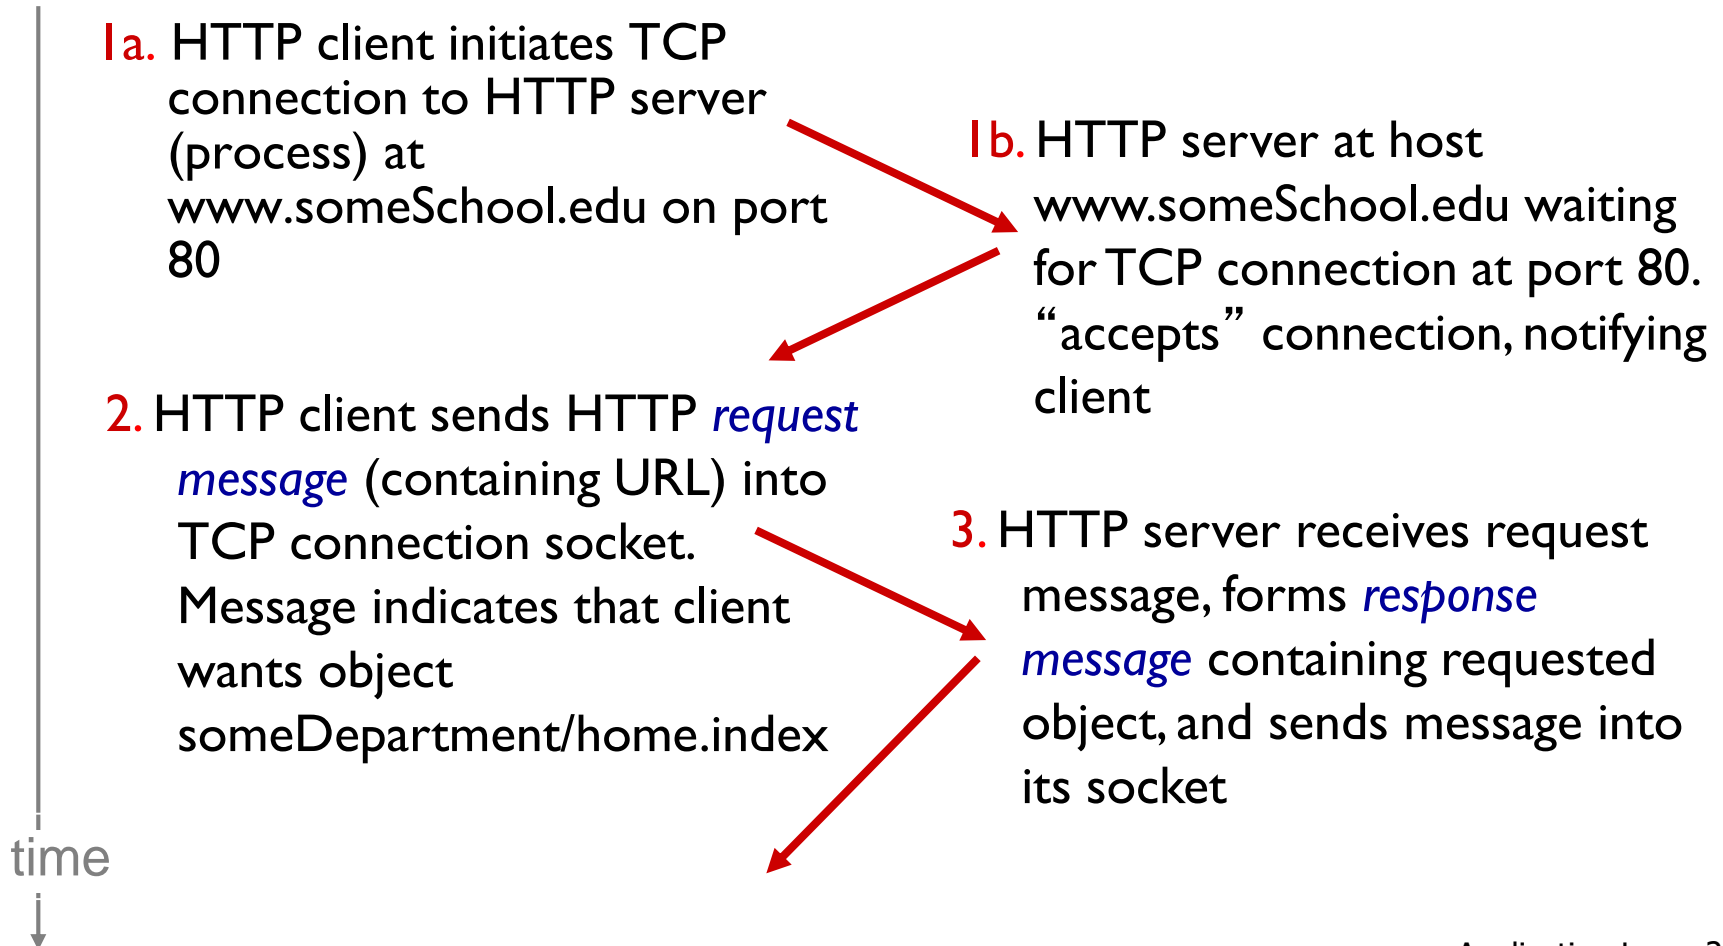 1a. HTTP client initiates TCP
connection to HTTP server
(process) at
www.someSchool.edu on port
80
1b. HTTP server at host
www.someSchool.edu waiting
for TCP connection at port 80.
“accepts” connection, notifying
client
2. HTTP client sends HTTP request
message (containing URL) into
TCP connection socket.
Message indicates that client
wants object
someDepartment/home.index
3. HTTP server receives request
message, forms response
message containing requested
object, and sends message into
its socket
time